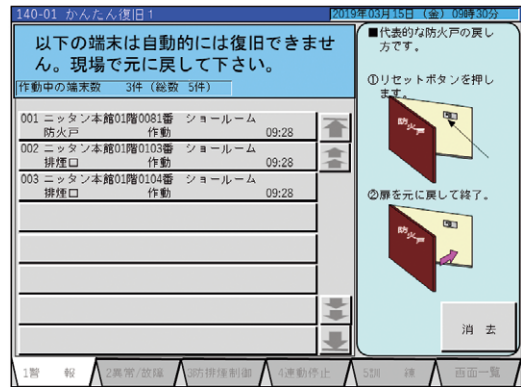 140-01 かんたん復旧1
2019年03月15日 (金) 09時30分
以下の端末は自動的には復旧できませ
ん。現場で元に戻して下さい。
作動中の端末数 3件 (総数 5件)
001 ニッタン本館01階0081番 ショールーム
防火戸 作動 09:28
002 ニッタン本館01階0103番 ショールーム
排煙口 作動 09:28
003 ニッタン本館01階0104番 ショールーム
排煙口 作動 09:28
■代表的な防火戸の戻し
方です。
①リセットボタンを押し
ます。
防火戸
②扉を元に戻して終了。
防火戸
消 去
1警 報
2異常/故障
3防排煙制御
4連動停止
5訓 練
画面一覧